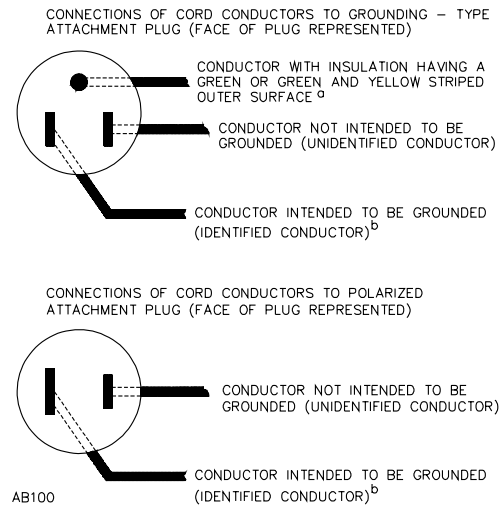 CONNECTIONS OF CORD CONDUCTORS TO GROUNDING – TYPE
ATTACHMENT PLUG (FACE OF PLUG REPRESENTED)
CONDUCTOR WITH INSULATION HAVING A
GREEN OR GREEN AND YELLOW STRIPED
OUTER SURFACE a
CONDUCTOR NOT INTENDED TO BE
GROUNDED (UNIDENTIFIED CONDUCTOR)
CONDUCTOR INTENDED TO BE GROUNDED
(IDENTIFIED CONDUCTOR)b
CONNECTIONS OF CORD CONDUCTORS TO POLARIZED
ATTACHMENT PLUG (FACE OF PLUG REPRESENTED)
CONDUCTOR NOT INTENDED TO BE
GROUNDED (UNIDENTIFIED CONDUCTOR)
CONDUCTOR INTENDED TO BE GROUNDED
(IDENTIFIED CONDUCTOR)b
AB100